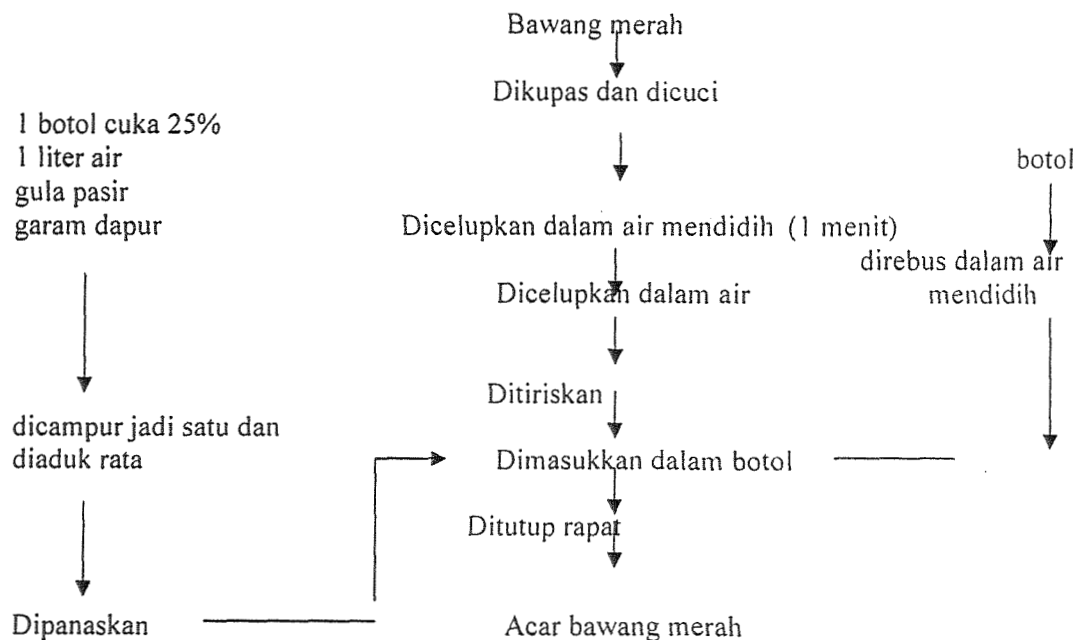 Bawang merah
Dikupas dan dicuci
1 botol cuka 25%
1 liter air
gula pasir
garam dapur
botol
Dicelupkan dalam air mendidih (1 menit)
direbus dalam air
mendidih
Dicelupkan dalam air
Ditiriskan
dicampur jadi satu dan
diaduk rata
Dimasukkan dalam botol
Ditutup rapat
Dipanaskan
Acar bawang merah